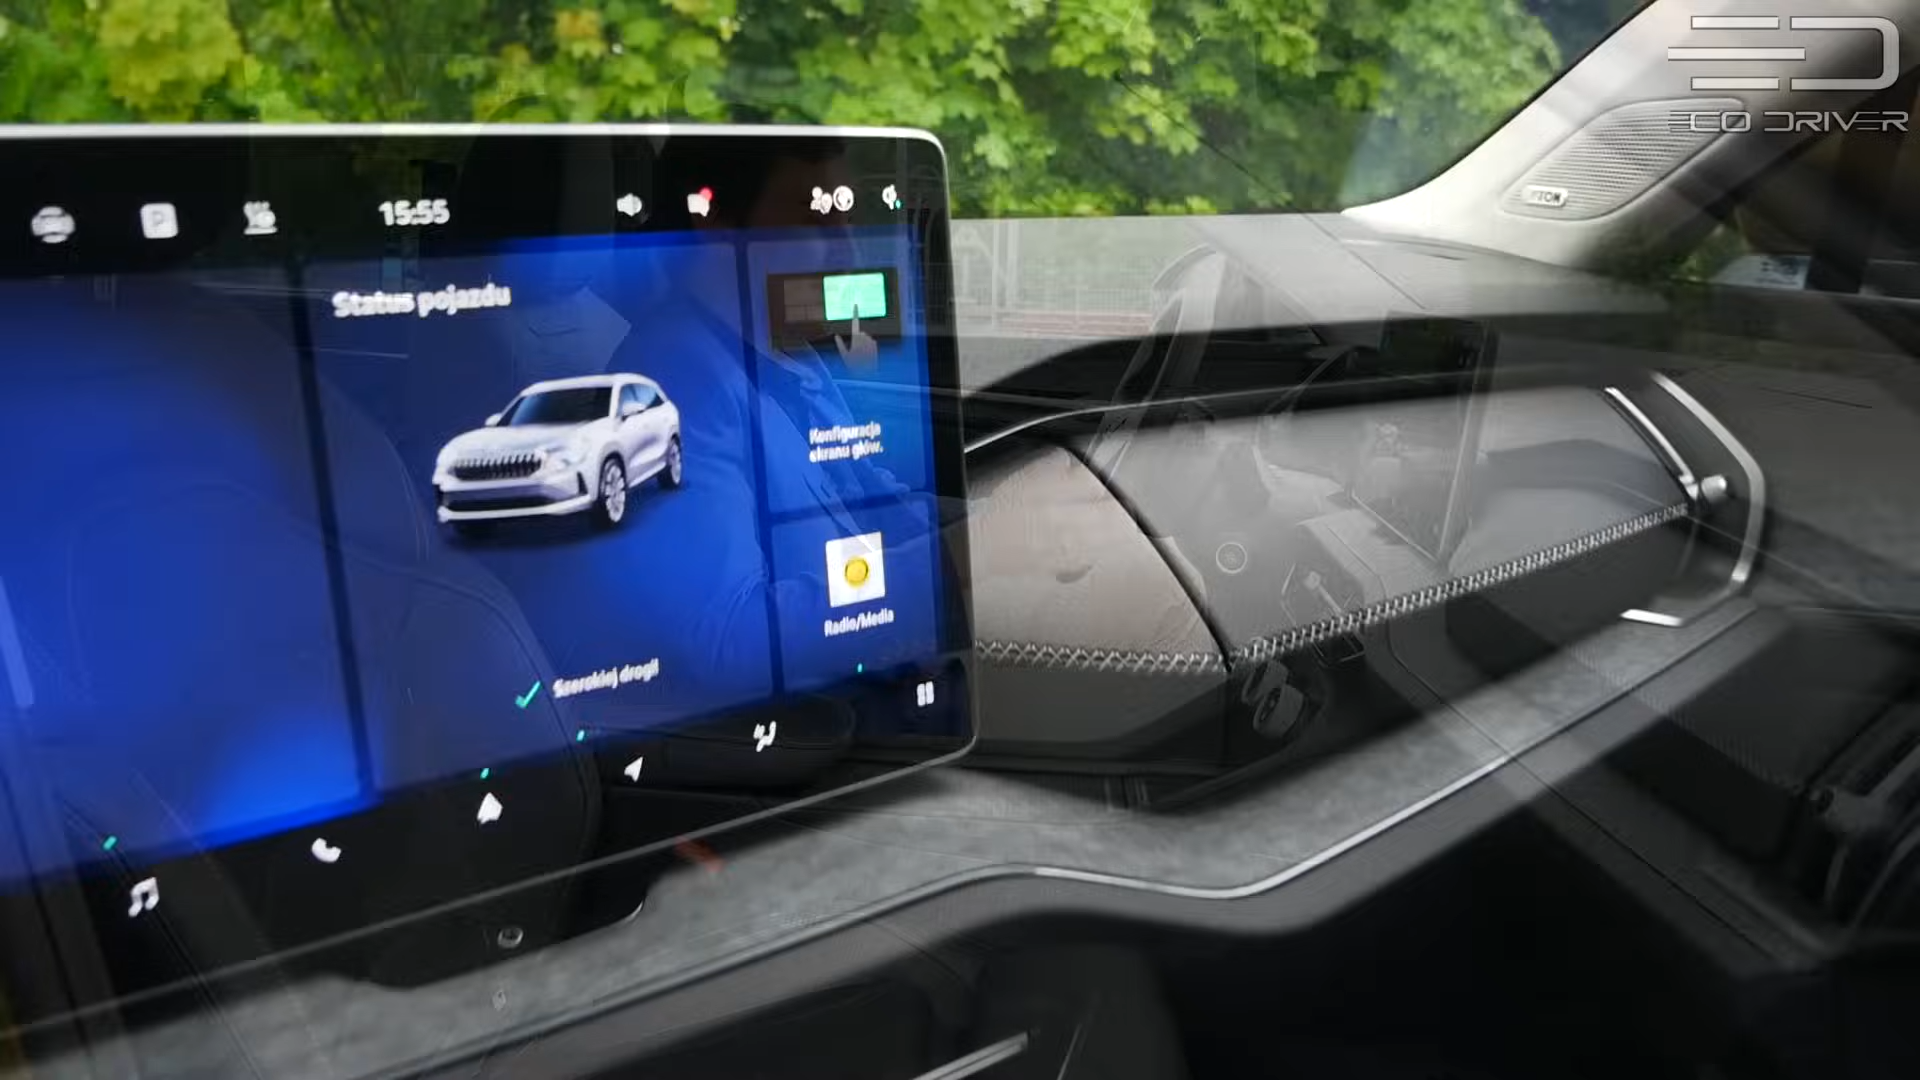 ECO DRIVER
15:55
Status pojazdu
Konfiguracja
ekranu głów.
Radio/Media
Szerokiej drogi!